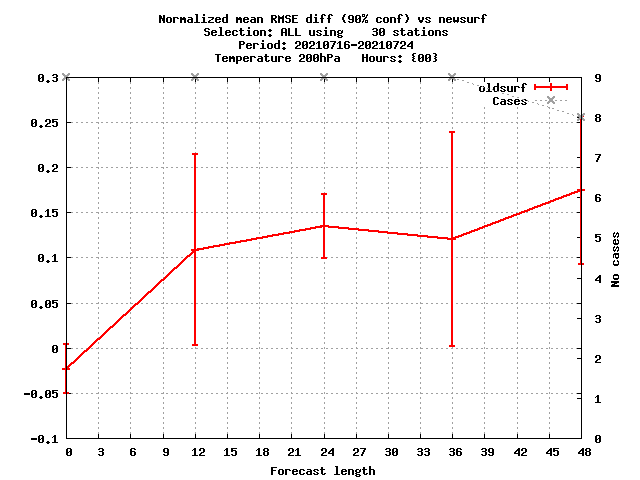 Normalized mean RMSE diff (90% conf) vs newsurf
Selection: ALL using    30 stations
Period: 20210716-20210724
Temperature 200hPa   Hours: {00}
oldsurf
Cases
0.3
0.25
0.2
0.15
0.1
0.05
0
-0.05
-0.1
9
8
7
6
5
4
3
2
1
0
No cases
0 3 6 9 12 15 18 21 24 27 30 33 36 39 42 45 48
Forecast length